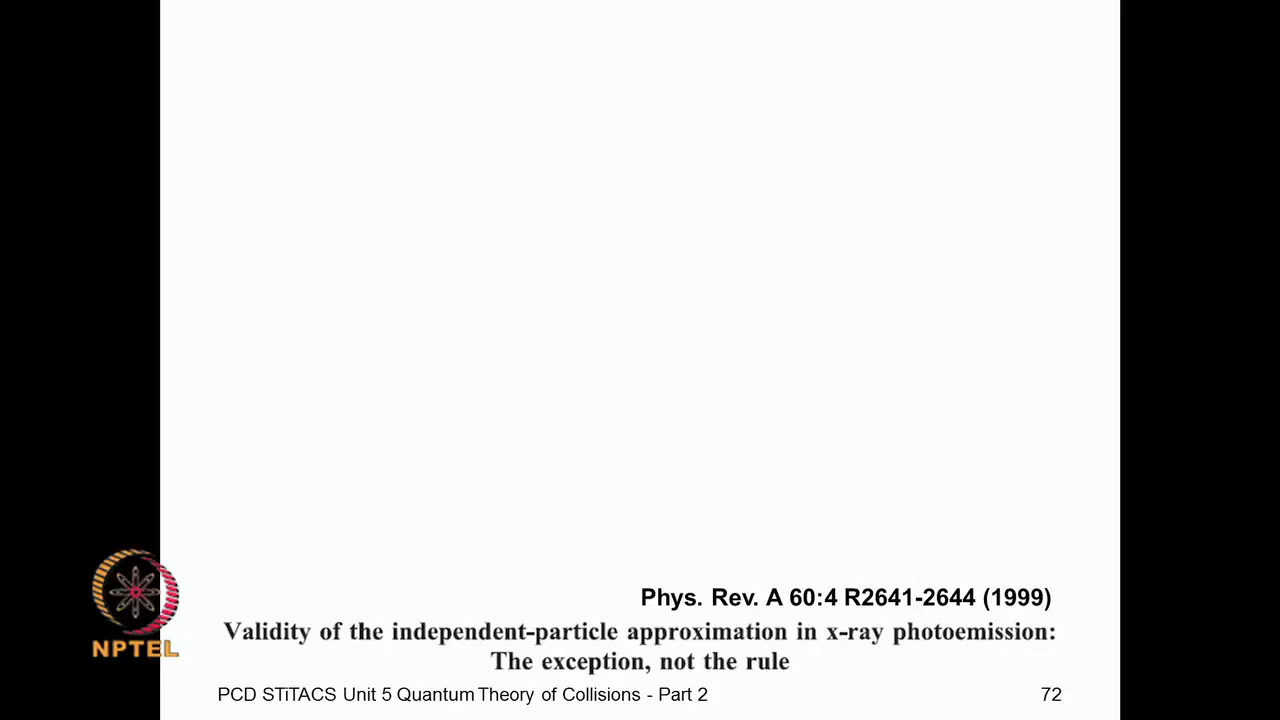 Phys. Rev. A 60:4 R2641-2644 (1999)
Validity of the independent-particle approximation in x-ray photoemission:
The exception, not the rule
NPTEL
PCD STiTACS Unit 5 Quantum Theory of Collisions - Part 2
72